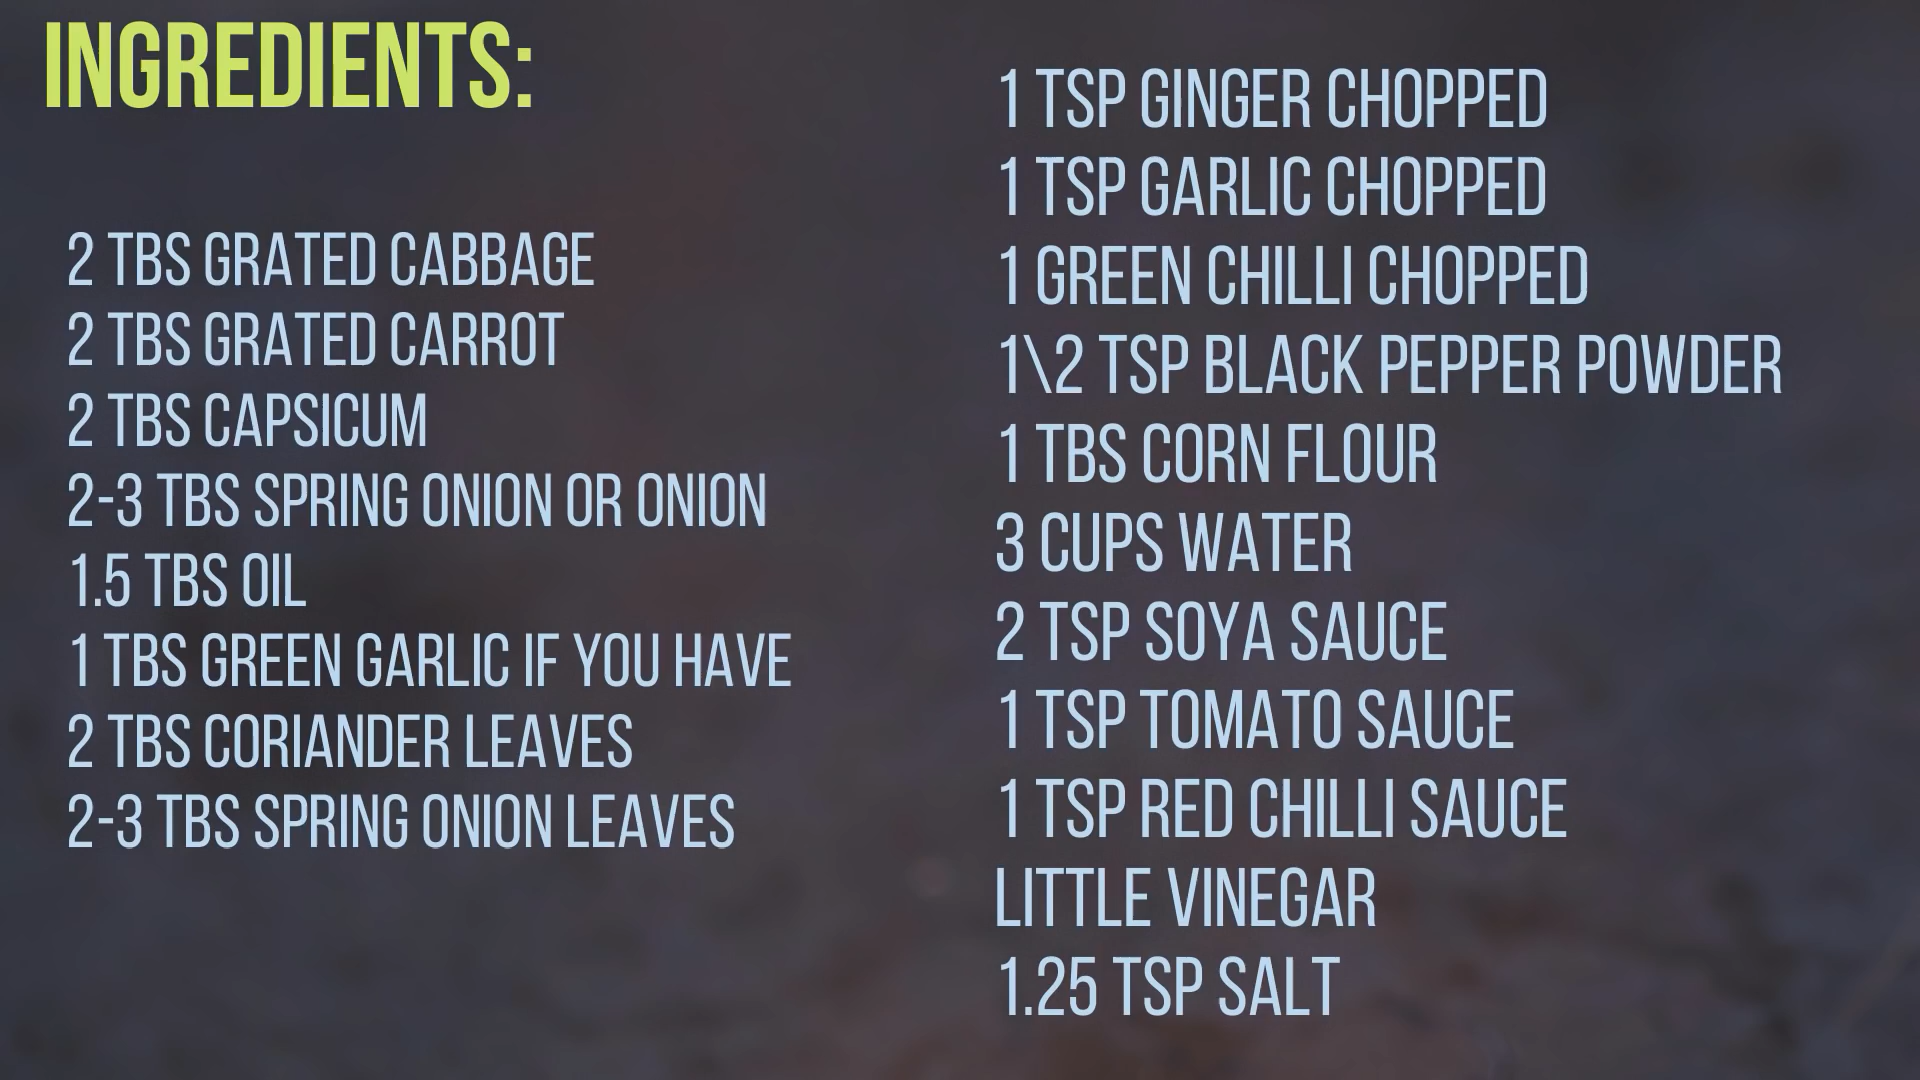 INGREDIENTS:
2 TBS GRATED CABBAGE
2 TBS GRATED CARROT
2 TBS CAPSICUM
2-3 TBS SPRING ONION OR ONION
1.5 TBS OIL
1 TBS GREEN GARLIC IF YOU HAVE
2 TBS CORIANDER LEAVES
2-3 TBS SPRING ONION LEAVES
1 TSP GINGER CHOPPED
1 TSP GARLIC CHOPPED
1 GREEN CHILLI CHOPPED
1\2 TSP BLACK PEPPER POWDER
1 TBS CORN FLOUR
3 CUPS WATER
2 TSP SOYA SAUCE
1 TSP TOMATO SAUCE
1 TSP RED CHILLI SAUCE
LITTLE VINEGAR
1.25 TSP SALT